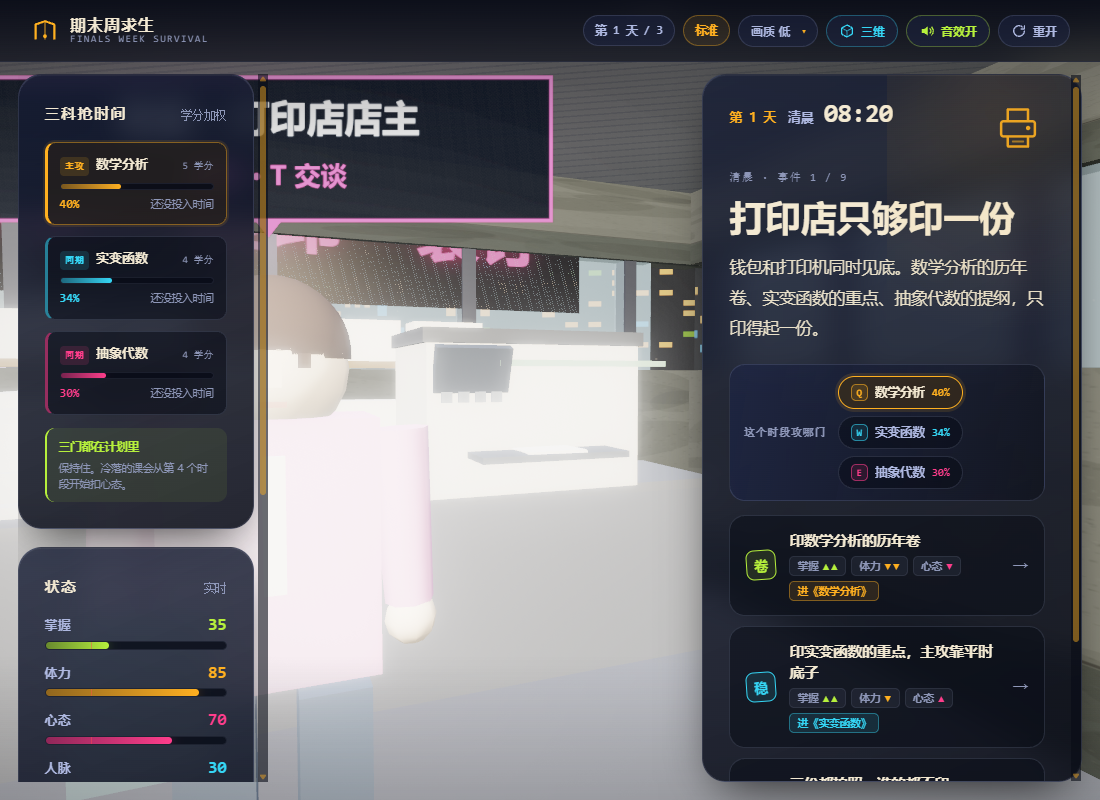 期末周求生
FINALS WEEK SURVIVAL
第 1 天 / 3
标准
画质 低
三维
音效开
重开
三科抢时间
学分加权
主攻 数学分析 5 学分
40% 还没投入时间
同期 实变函数 4 学分
34% 还没投入时间
同期 抽象代数 4 学分
30% 还没投入时间
三门都在计划里
保持住。冷落的课会从第 4 个时
段开始扣心态。
状态
实时
掌握 35
体力 85
心态 70
人脉 30
印店店主
T 交谈
第 1 天 清晨 08:20
清晨 · 事件 1 / 9
打印店只够印一份
钱包和打印机同时见底。数学分析的历年
卷、实变函数的重点、抽象代数的提纲，只
印得起一份。
这个时段攻哪门
Q 数学分析 40%
W 实变函数 34%
E 抽象代数 30%
卷
印数学分析的历年卷
掌握 ▲▲ 体力 ▼▼ 心态 ▼
进《数学分析》
→
稳
印实变函数的重点，主攻靠平时
底子
掌握 ▲▲ 体力 ▼ 心态 ▲
进《实变函数》
→